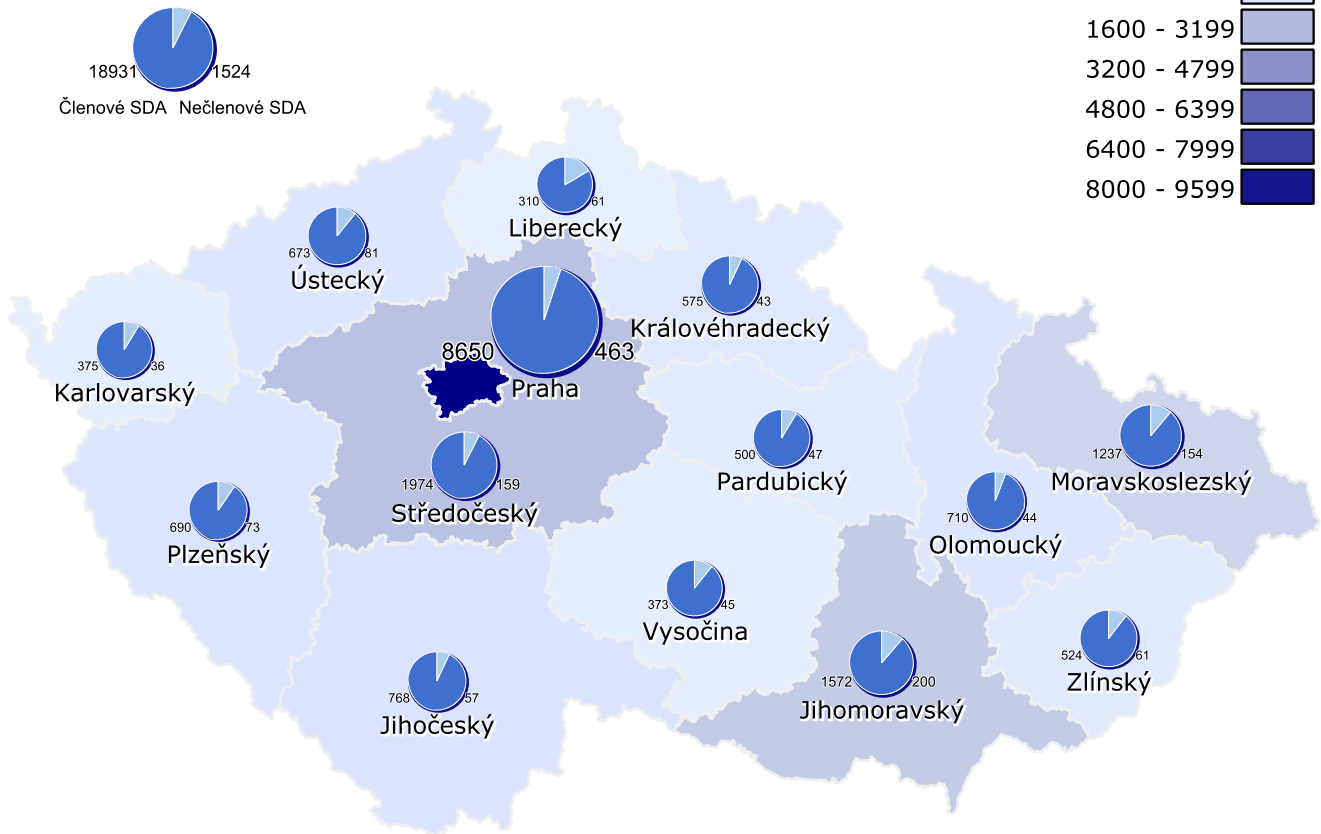 18931 1524
Členové SDA Nečlenové SDA
1600 - 3199
3200 - 4799
4800 - 6399
6400 - 7999
8000 - 9599
310 61
Liberecký
673 81
Ústecký
575 43
Královéhradecký
375 36
Karlovarský
8650 463
Praha
500 47
Pardubický
1237 154
Moravskoslezský
1974 159
Středočeský
690 73
Plzeňský
710 44
Olomoucký
373 45
Vysočina
524 61
Zlínský
1572 200
Jihomoravský
768 57
Jihočeský